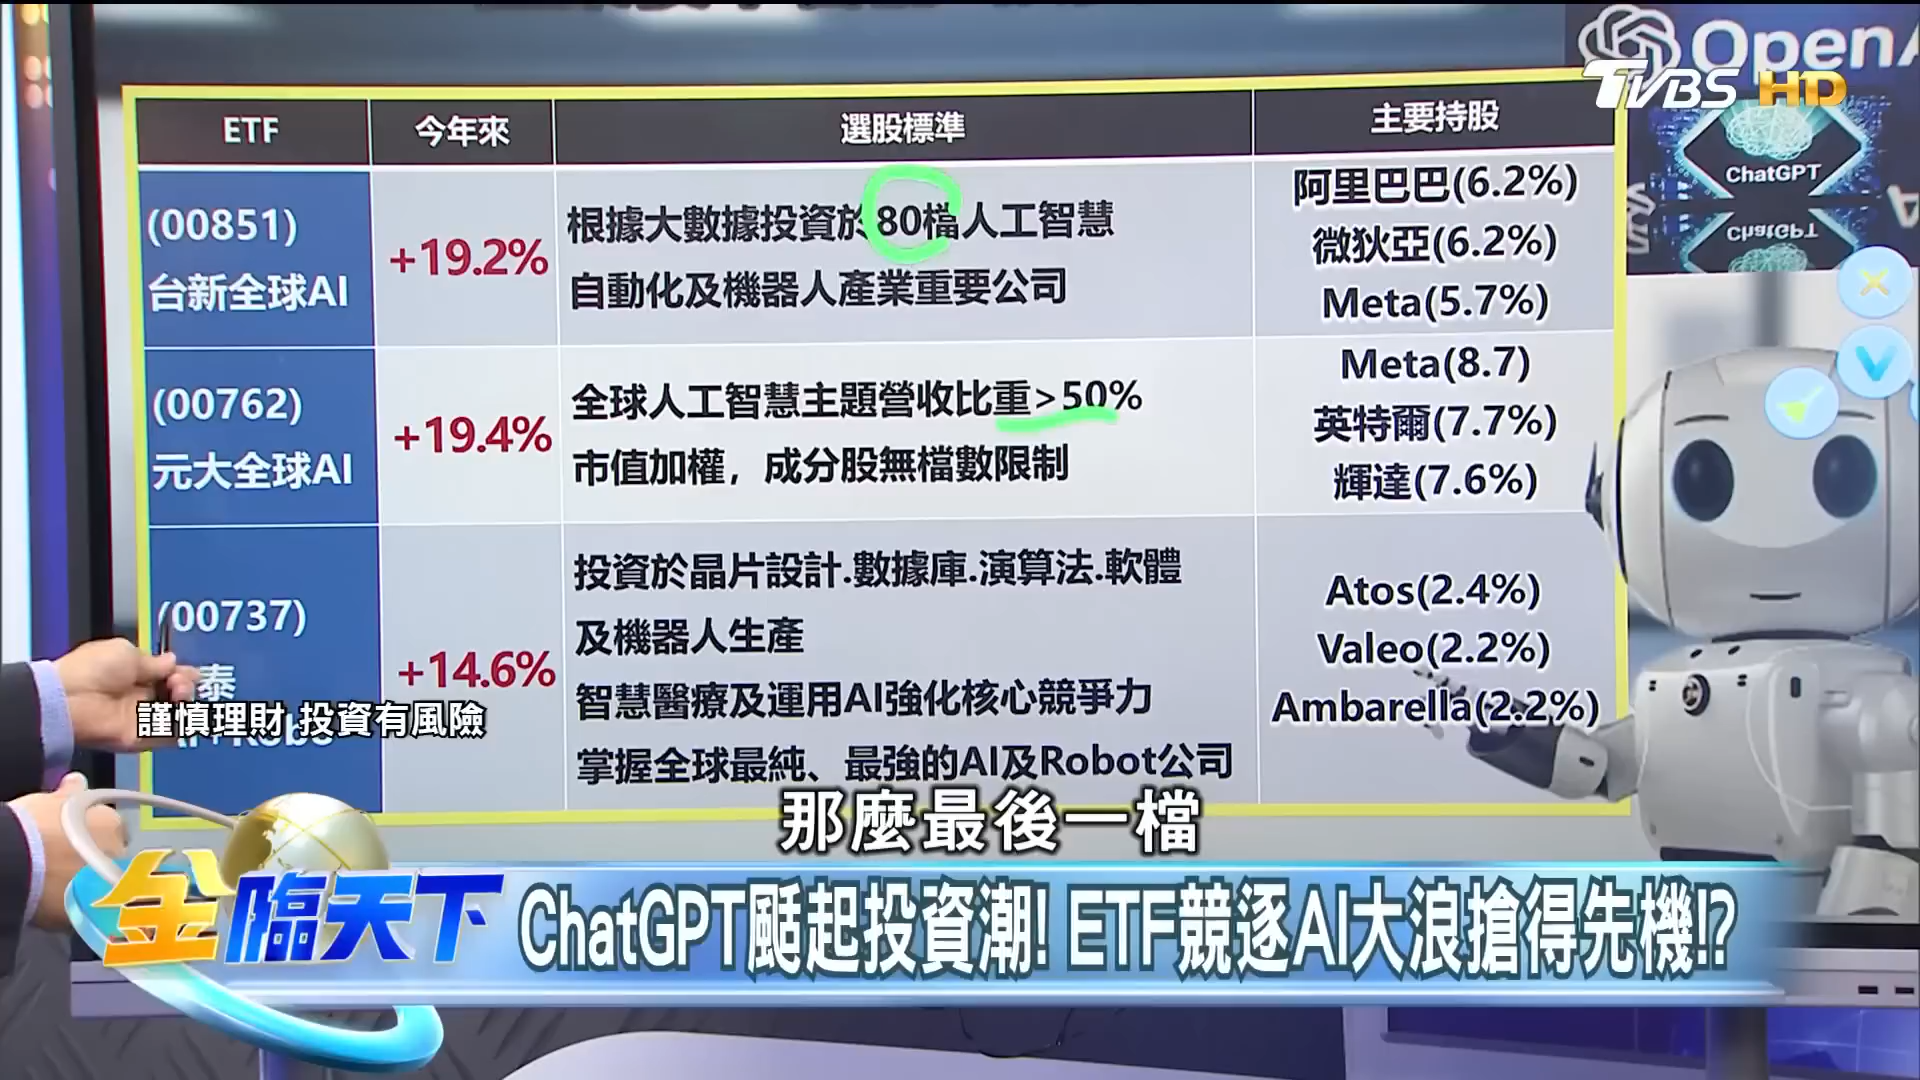 OpenA
TVBS HD
ChatGPT
ChatGPT
ETF
今年來
選股標準
主要持股
(00851)
台新全球AI
+19.2%
根據大數據投資於80檔人工智慧
自動化及機器人產業重要公司
阿里巴巴(6.2%)
微狄亞(6.2%)
Meta(5.7%)
(00762)
元大全球AI
+19.4%
全球人工智慧主題營收比重>50%
市值加權，成分股無檔數限制
Meta(8.7)
英特爾(7.7%)
輝達(7.6%)
(00737)
泰
+14.6%
投資於晶片設計.數據庫.演算法.軟體
及機器人生產
智慧醫療及運用AI強化核心競爭力
掌握全球最純、最強的AI及Robot公司
Atos(2.4%)
Valeo(2.2%)
Ambarella(2.2%)
謹慎理財 投資有風險
那麼最後一檔
金臨天下
ChatGPT颳起投資潮! ETF競逐AI大浪搶得先機!?